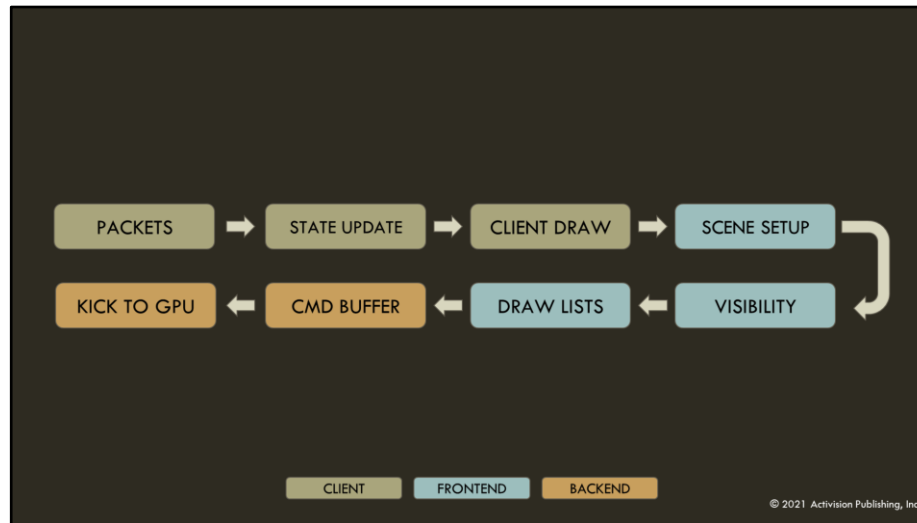 PACKETS
STATE UPDATE
CLIENT DRAW
SCENE SETUP
KICK TO GPU
CMD BUFFER
DRAW LISTS
VISIBILITY
CLIENT
FRONTEND
BACKEND
© 2021 Activision Publishing, Inc